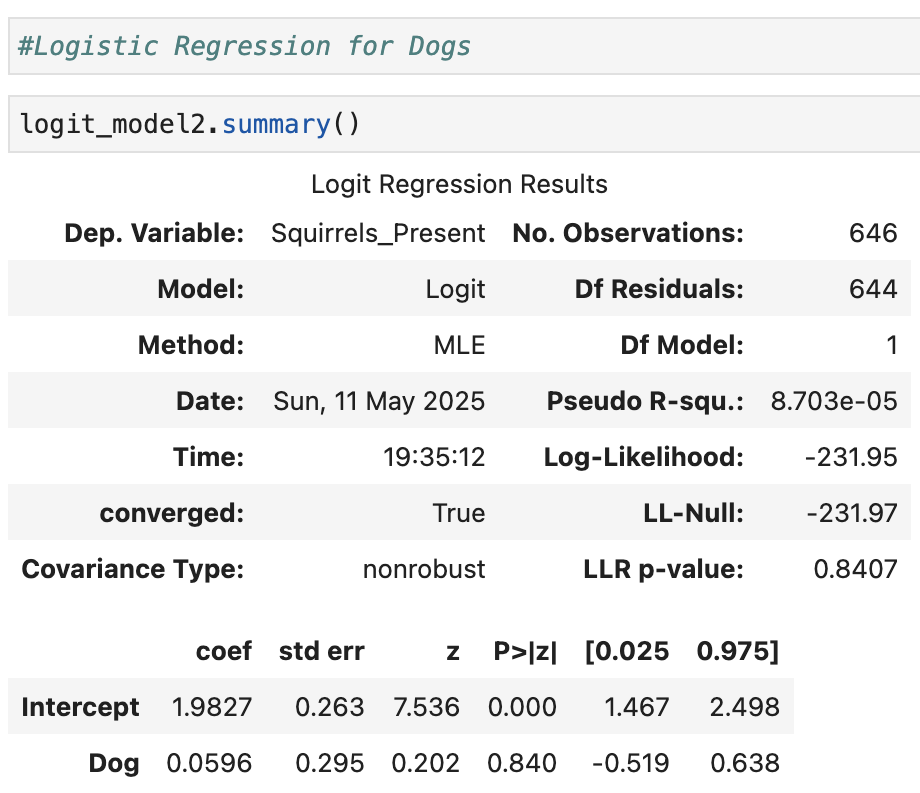 #Logistic Regression for Dogs
logit_model2.summary()
Logit Regression Results
Dep. Variable: Squirrels_Present No. Observations: 646
Model: Logit Df Residuals: 644
Method: MLE Df Model: 1
Date: Sun, 11 May 2025 Pseudo R-squ.: 8.703e-05
Time: 19:35:12 Log-Likelihood: -231.95
converged: True LL-Null: -231.97
Covariance Type: nonrobust LLR p-value: 0.8407
coef std err z P>|z| [0.025 0.975]
Intercept 1.9827 0.263 7.536 0.000 1.467 2.498
Dog 0.0596 0.295 0.202 0.840 -0.519 0.638